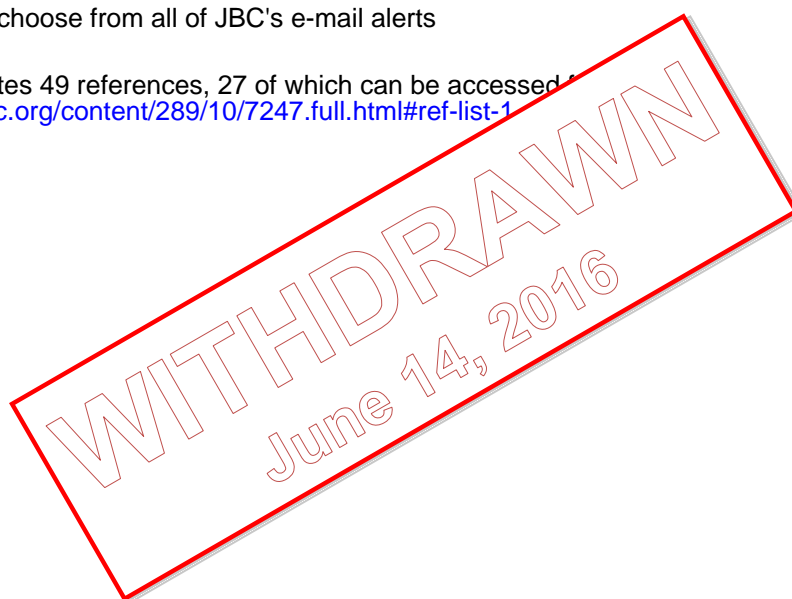 choose from all of JBC's e-mail alerts
tes 49 references, 27 of which can be accessed
c.org/content/289/10/7247.full.html#ref-list-1
WITHDRAWN
June 14, 2016